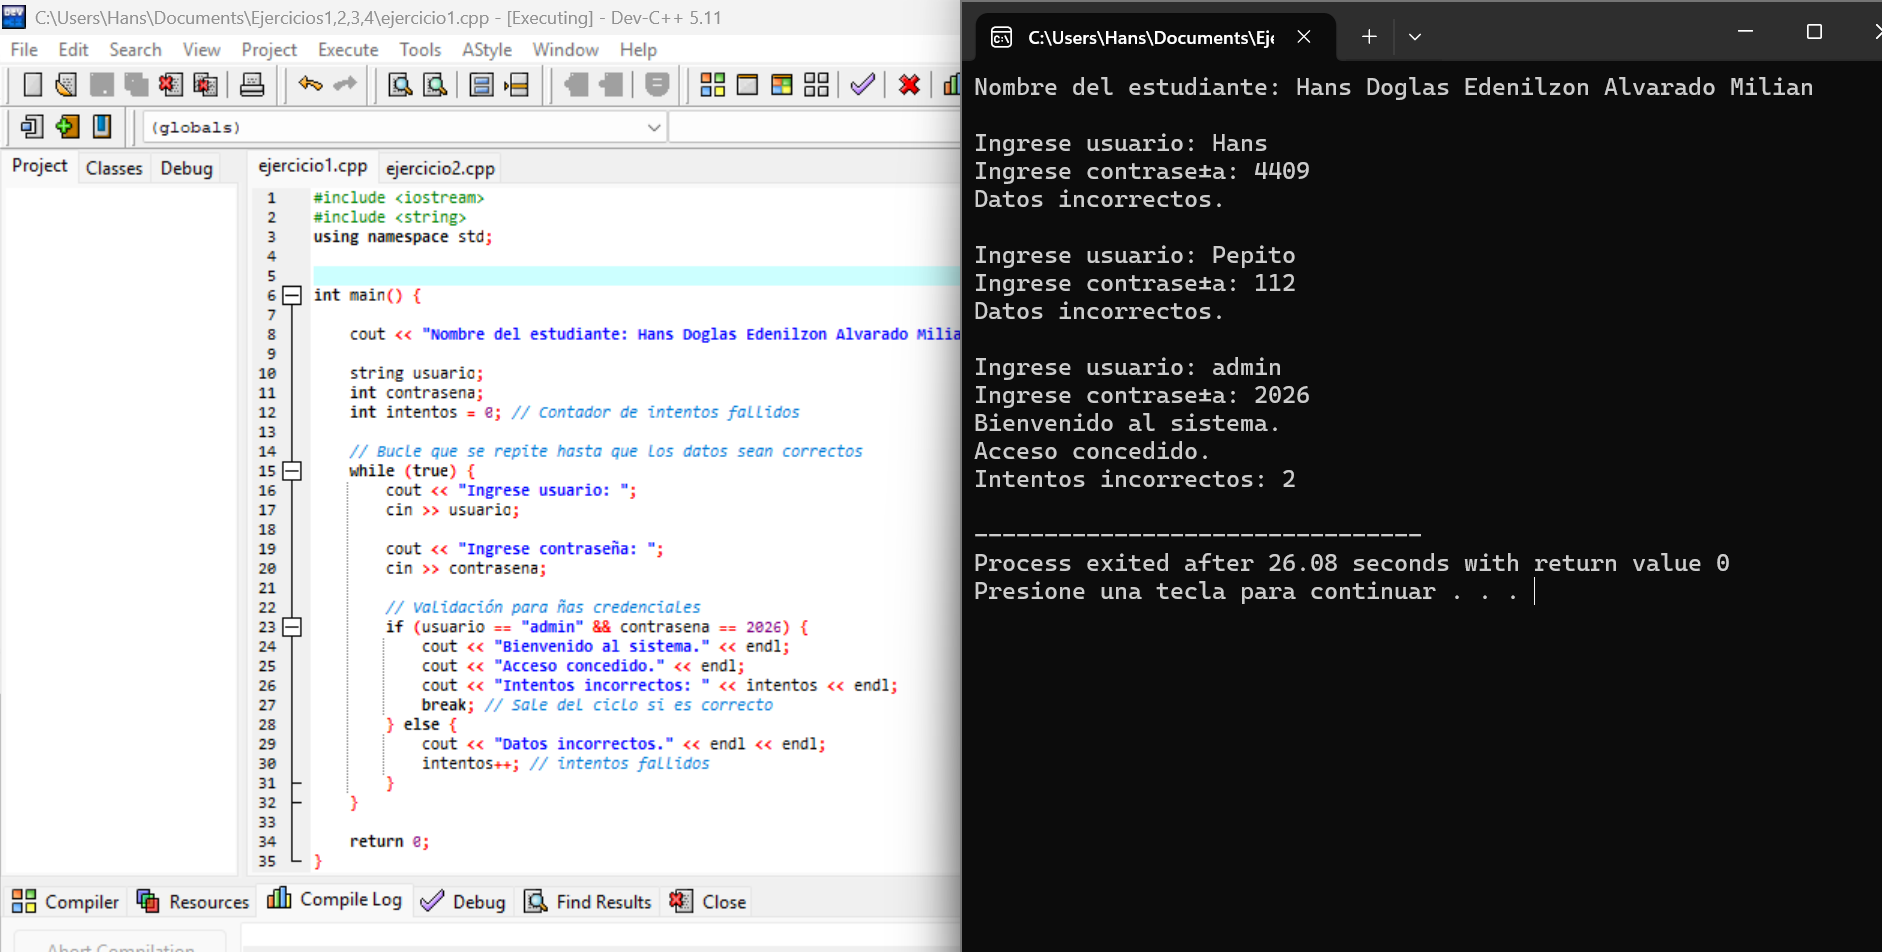 C:\Users\Hans\Documents\Ejercicios1,2,3,4\ejercicio1.cpp - [Executing] - Dev-C++ 5.11
File Edit Search View Project Execute Tools AStyle Window Help
(globals)
Project Classes Debug
ejercicio1.cpp ejercicio2.cpp
1 #include <iostream>
2 #include <string>
3 using namespace std;
4
5
6 int main() {
7
8 cout << "Nombre del estudiante: Hans Doglas Edenilzon Alvarado Milia
9
10 string usuario;
11 int contrasena;
12 int intentos = 0; // Contador de intentos fallidos
13
14 // Bucle que se repite hasta que los datos sean correctos
15 while (true) {
16 cout << "Ingrese usuario: ";
17 cin >> usuario;
18
19 cout << "Ingrese contraseña: ";
20 cin >> contrasena;
21
22 // Validación para ñas credenciales
23 if (usuario == "admin" && contrasena == 2026) {
24 cout << "Bienvenido al sistema." << endl;
25 cout << "Acceso concedido." << endl;
26 cout << "Intentos incorrectos: " << intentos << endl;
27 break; // Sale del ciclo si es correcto
28 } else {
29 cout << "Datos incorrectos." << endl << endl;
30 intentos++; // intentos fallidos
31 }
32 }
33
34 return 0;
35 }
Compiler Resources Compile Log Debug Find Results Close
Abort Compilation
C:\Users\Hans\Documents\Eje
Nombre del estudiante: Hans Doglas Edenilzon Alvarado Milian
Ingrese usuario: Hans
Ingrese contrase±a: 4409
Datos incorrectos.
Ingrese usuario: Pepito
Ingrese contrase±a: 112
Datos incorrectos.
Ingrese usuario: admin
Ingrese contrase±a: 2026
Bienvenido al sistema.
Acceso concedido.
Intentos incorrectos: 2
--------------------------------
Process exited after 26.08 seconds with return value 0
Presione una tecla para continuar . . .